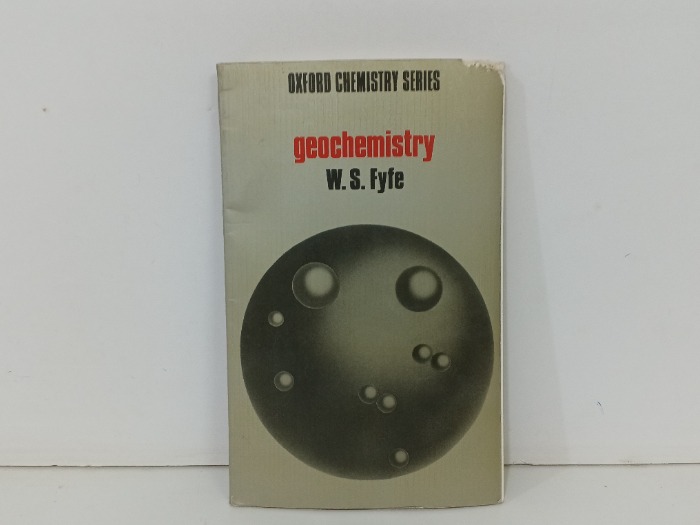 OXFORD CHEMISTRY SERIES
geochemistry
W. S. Fyfe